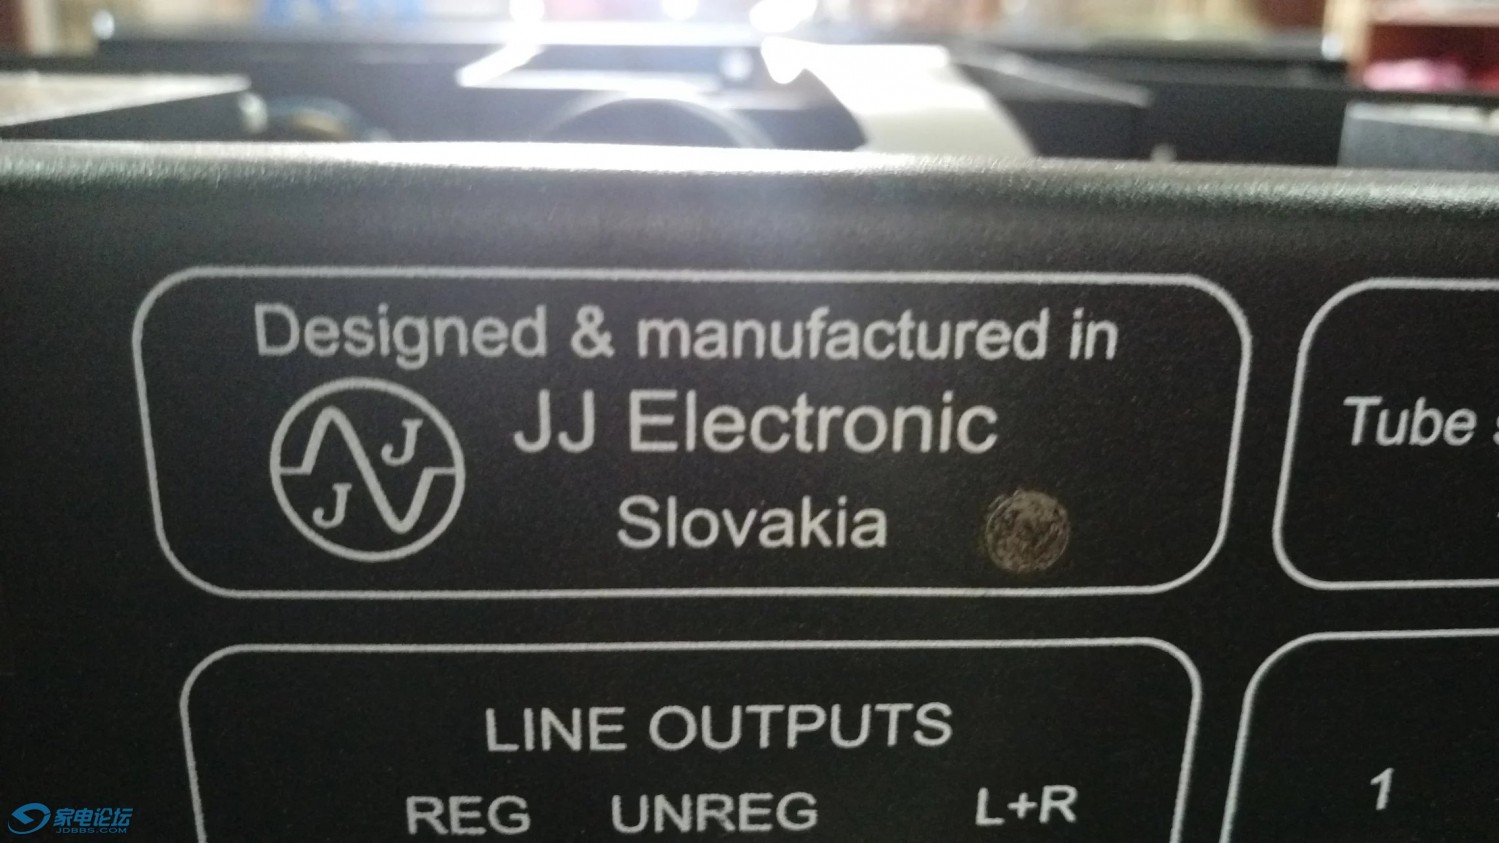 Designed & manufactured in
JJ Electronic
J
J
Slovakia
Tube
LINE OUTPUTS
REG UNREG L+R
1
家电论坛
JDBBS.COM